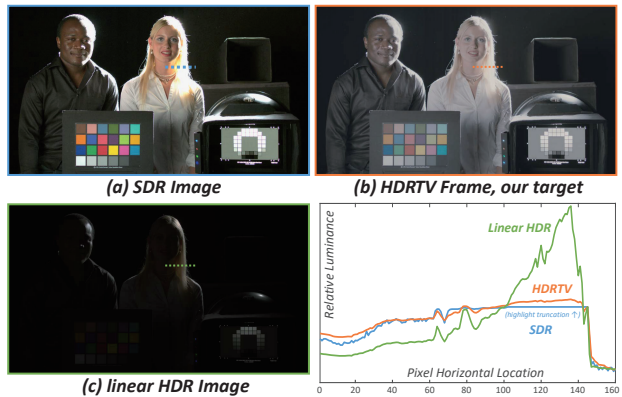 (a) SDR Image
(b) HDRTV Frame, our target
(c) linear HDR Image
Relative Luminance
Linear HDR
HDRTV
(highlight truncation ↑)
SDR
Pixel Horizontal Location
0 20 40 60 80 100 120 140 160